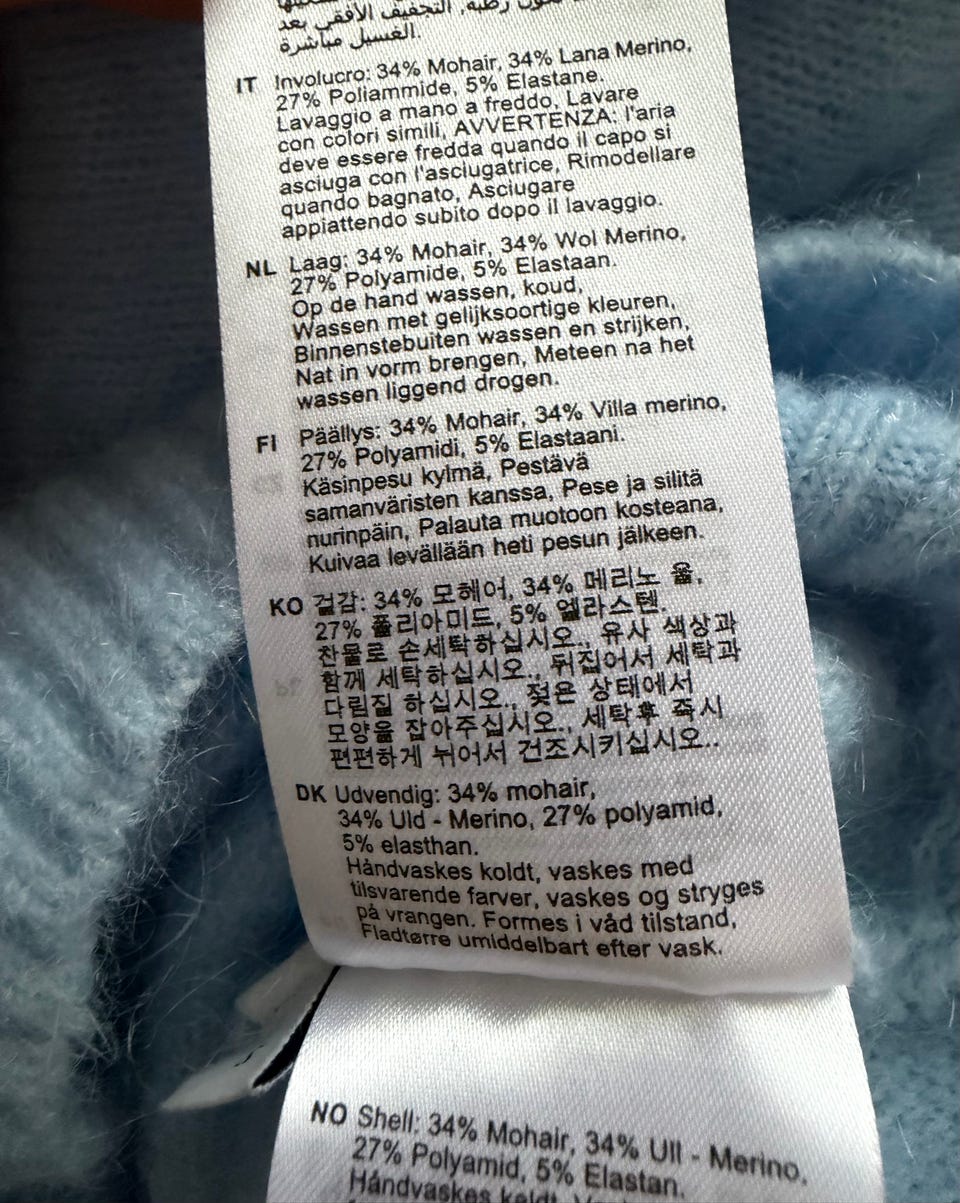 تكون رطبة, التجفيف الأفقي بعد
الغسيل مباشرة.
IT Involucro: 34% Mohair, 34% Lana Merino,
27% Poliammide, 5% Elastane.
Lavaggio a mano a freddo, Lavare
con colori simili, AVVERTENZA: l'aria
deve essere fredda quando il capo si
asciuga con l'asciugatrice, Rimodellare
quando bagnato, Asciugare
appiattendo subito dopo il lavaggio.
NL Laag: 34% Mohair, 34% Wol Merino,
27% Polyamide, 5% Elastaan.
Op de hand wassen, koud,
Wassen met gelijksoortige kleuren,
Binnenstebuiten wassen en strijken,
Nat in vorm brengen, Meteen na het
wassen liggend drogen.
FI Päällys: 34% Mohair, 34% Villa merino,
27% Polyamidi, 5% Elastaani.
Käsinpesu kylmä, Pestävä
samanväristen kanssa, Pese ja silitä
nurinpäin, Palauta muotoon kosteana,
Kuivaa levällään heti pesun jälkeen.
KO 겉감: 34% 모헤어, 34% 메리노 울,
27% 폴리아미드, 5% 엘라스텐.
찬물로 손세탁하십시오., 유사 색상과
함께 세탁하십시오., 뒤집어서 세탁과
다림질 하십시오., 젖은 상태에서
모양을 잡아주십시오., 세탁후 즉시
편편하게 뉘어서 건조시키십시오..
DK Udvendig: 34% mohair,
34% Uld - Merino, 27% polyamid,
5% elasthan.
Håndvaskes koldt, vaskes med
tilsvarende farver, vaskes og stryges
på vrangen. Formes i våd tilstand,
Fladtørre umiddelbart efter vask.
NO Shell: 34% Mohair, 34% Ull - Merino,
27% Polyamid, 5% Elastan.
Håndvaskes keldt,